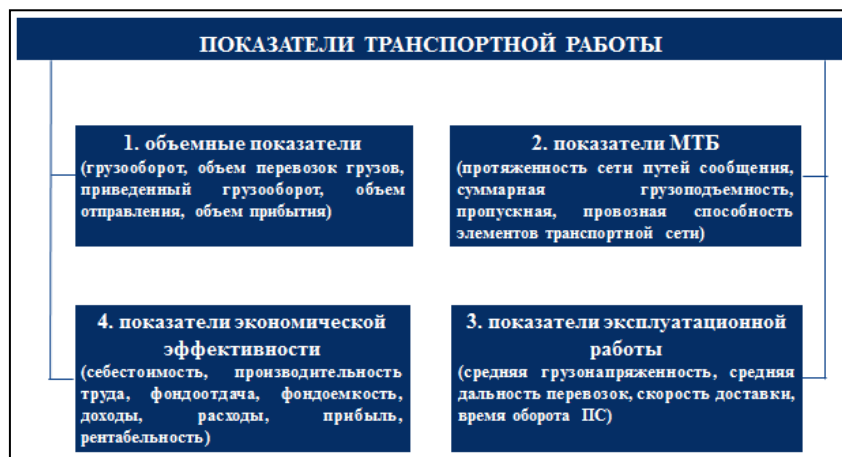 ПОКАЗАТЕЛИ ТРАНСПОРТНОЙ РАБОТЫ
1. объемные показатели
(грузооборот, объем перевозок грузов,
приведенный грузооборот, объем
отправления, объем прибытия)
2. показатели МТБ
(протяженность сети путей сообщения,
суммарная грузоподъемность,
пропускная, провозная способность
элементов транспортной сети)
4. показатели экономической
эффективности
(себестоимость, производительность
труда, фондоотдача, фондоемкость,
доходы, расходы, прибыль,
рентабельность)
3. показатели эксплуатационной
работы
(средняя грузонапряженность, средняя
дальность перевозок, скорость доставки,
время оборота ПС)